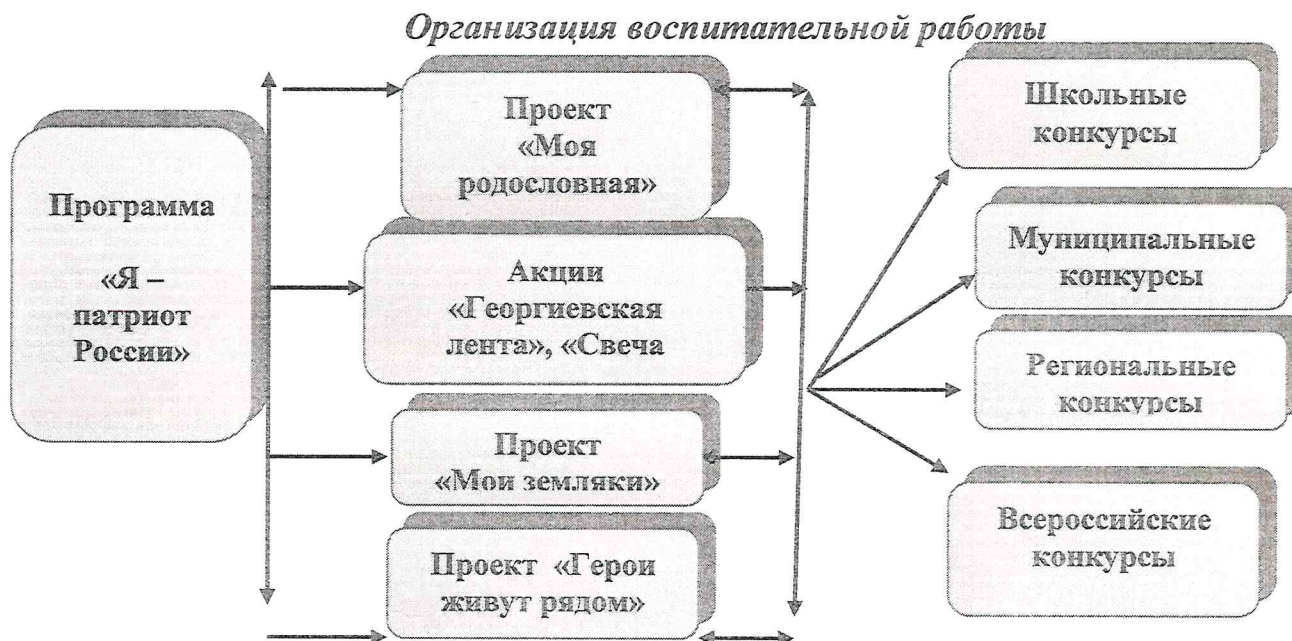 Организация воспитательной работы
Программа
«Я –
патриот
России»
Проект
«Моя
родословная»
Акции
«Георгиевская
лента», «Свеча
Проект
«Мои земляки»
Проект «Герои
живут рядом»
Школьные
конкурсы
Муниципальные
конкурсы
Региональные
конкурсы
Всероссийские
конкурсы